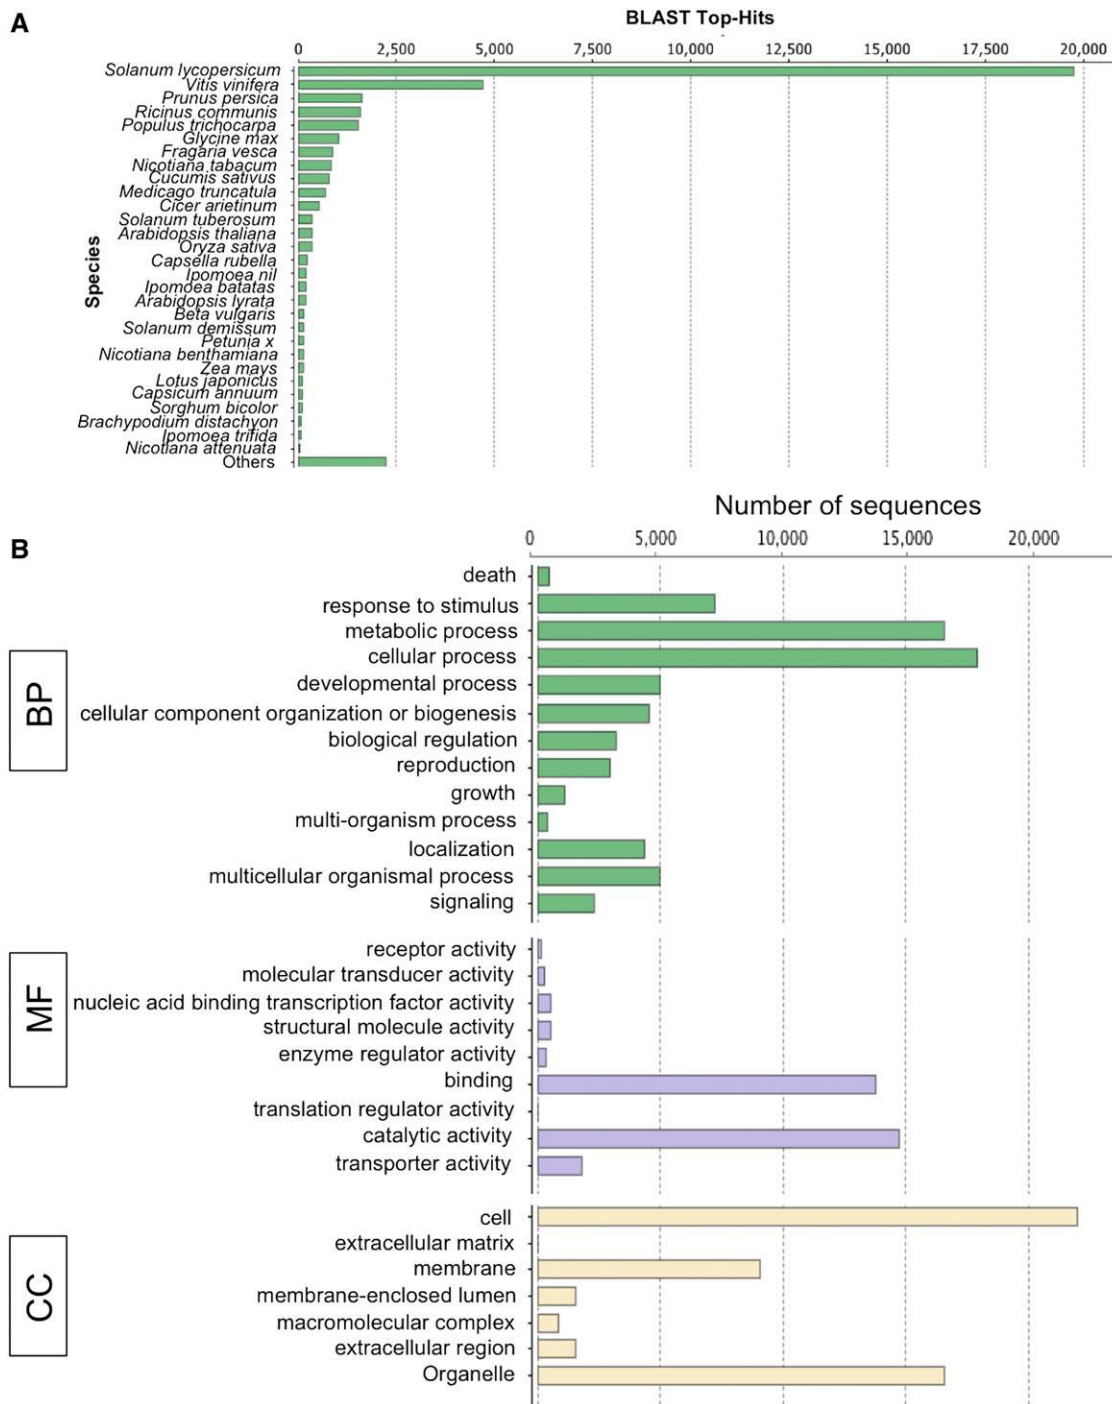 A
BLAST Top-Hits
0 2,500 5,000 7,500 10,000 12,500 15,000 17,500 20,000
Species
Solanum lycopersicum
Vitis vinifera
Prunus persica
Ricinus communis
Populus trichocarpa
Glycine max
Fragaria vesca
Nicotiana tabacum
Cucumis sativus
Medicago truncatula
Cicer arietinum
Solanum tuberosum
Arabidopsis thaliana
Oryza sativa
Capsella rubella
Ipomoea nil
Ipomoea batatas
Arabidopsis lyrata
Beta vulgaris
Solanum demissum
Petunia x
Nicotiana benthamiana
Zea mays
Lotus japonicus
Capsicum annuum
Sorghum bicolor
Brachypodium distachyon
Ipomoea trifida
Nicotiana attenuata
Others
B
Number of sequences
0 5,000 10,000 15,000 20,000
BP
death
response to stimulus
metabolic process
cellular process
developmental process
cellular component organization or biogenesis
biological regulation
reproduction
growth
multi-organism process
localization
multicellular organismal process
signaling
MF
receptor activity
molecular transducer activity
nucleic acid binding transcription factor activity
structural molecule activity
enzyme regulator activity
binding
translation regulator activity
catalytic activity
transporter activity
CC
cell
extracellular matrix
membrane
membrane-enclosed lumen
macromolecular complex
extracellular region
Organelle